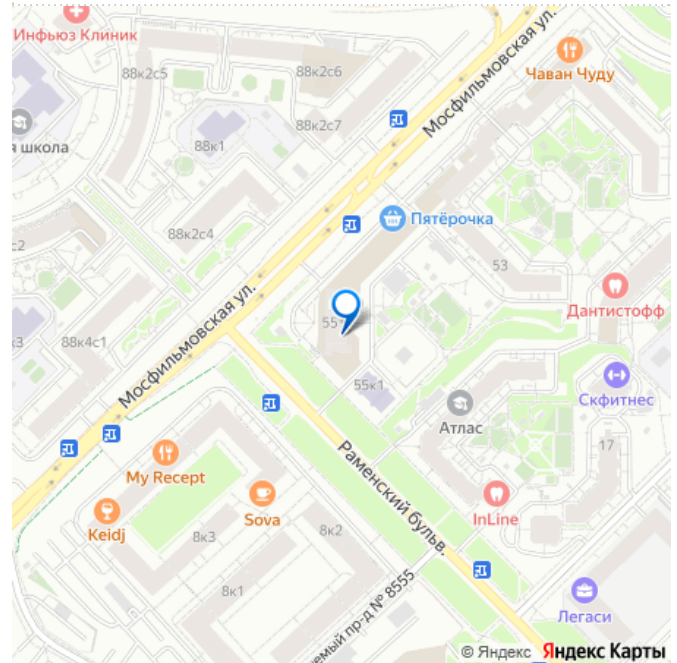 Инфьюз Клиник
88к2с5
88к2с6
Мосфильмовская ул.
Чаван Чуду
88к2с7
я школа
88к1
Пятёрочка
88к2с4
с2
53
Дантистофф
Мосфильмовская ул.
55
к3
88к4с1
55к1
Скфитнес
Атлас
17
My Recept
Раменский бульв.
InLine
Keidj
Sova
8к3
8к2
8к1
емый пр-д № 8555
Легаси
© Яндекс Яндекс Карты